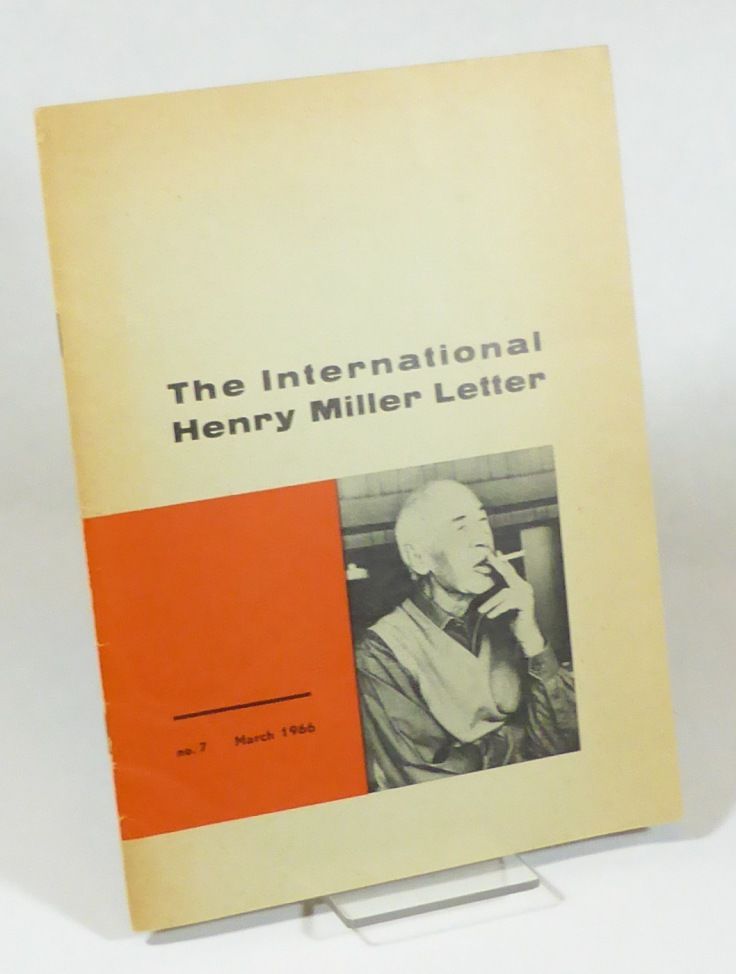 The International
Henry Miller Letter
no. 7 March 1966